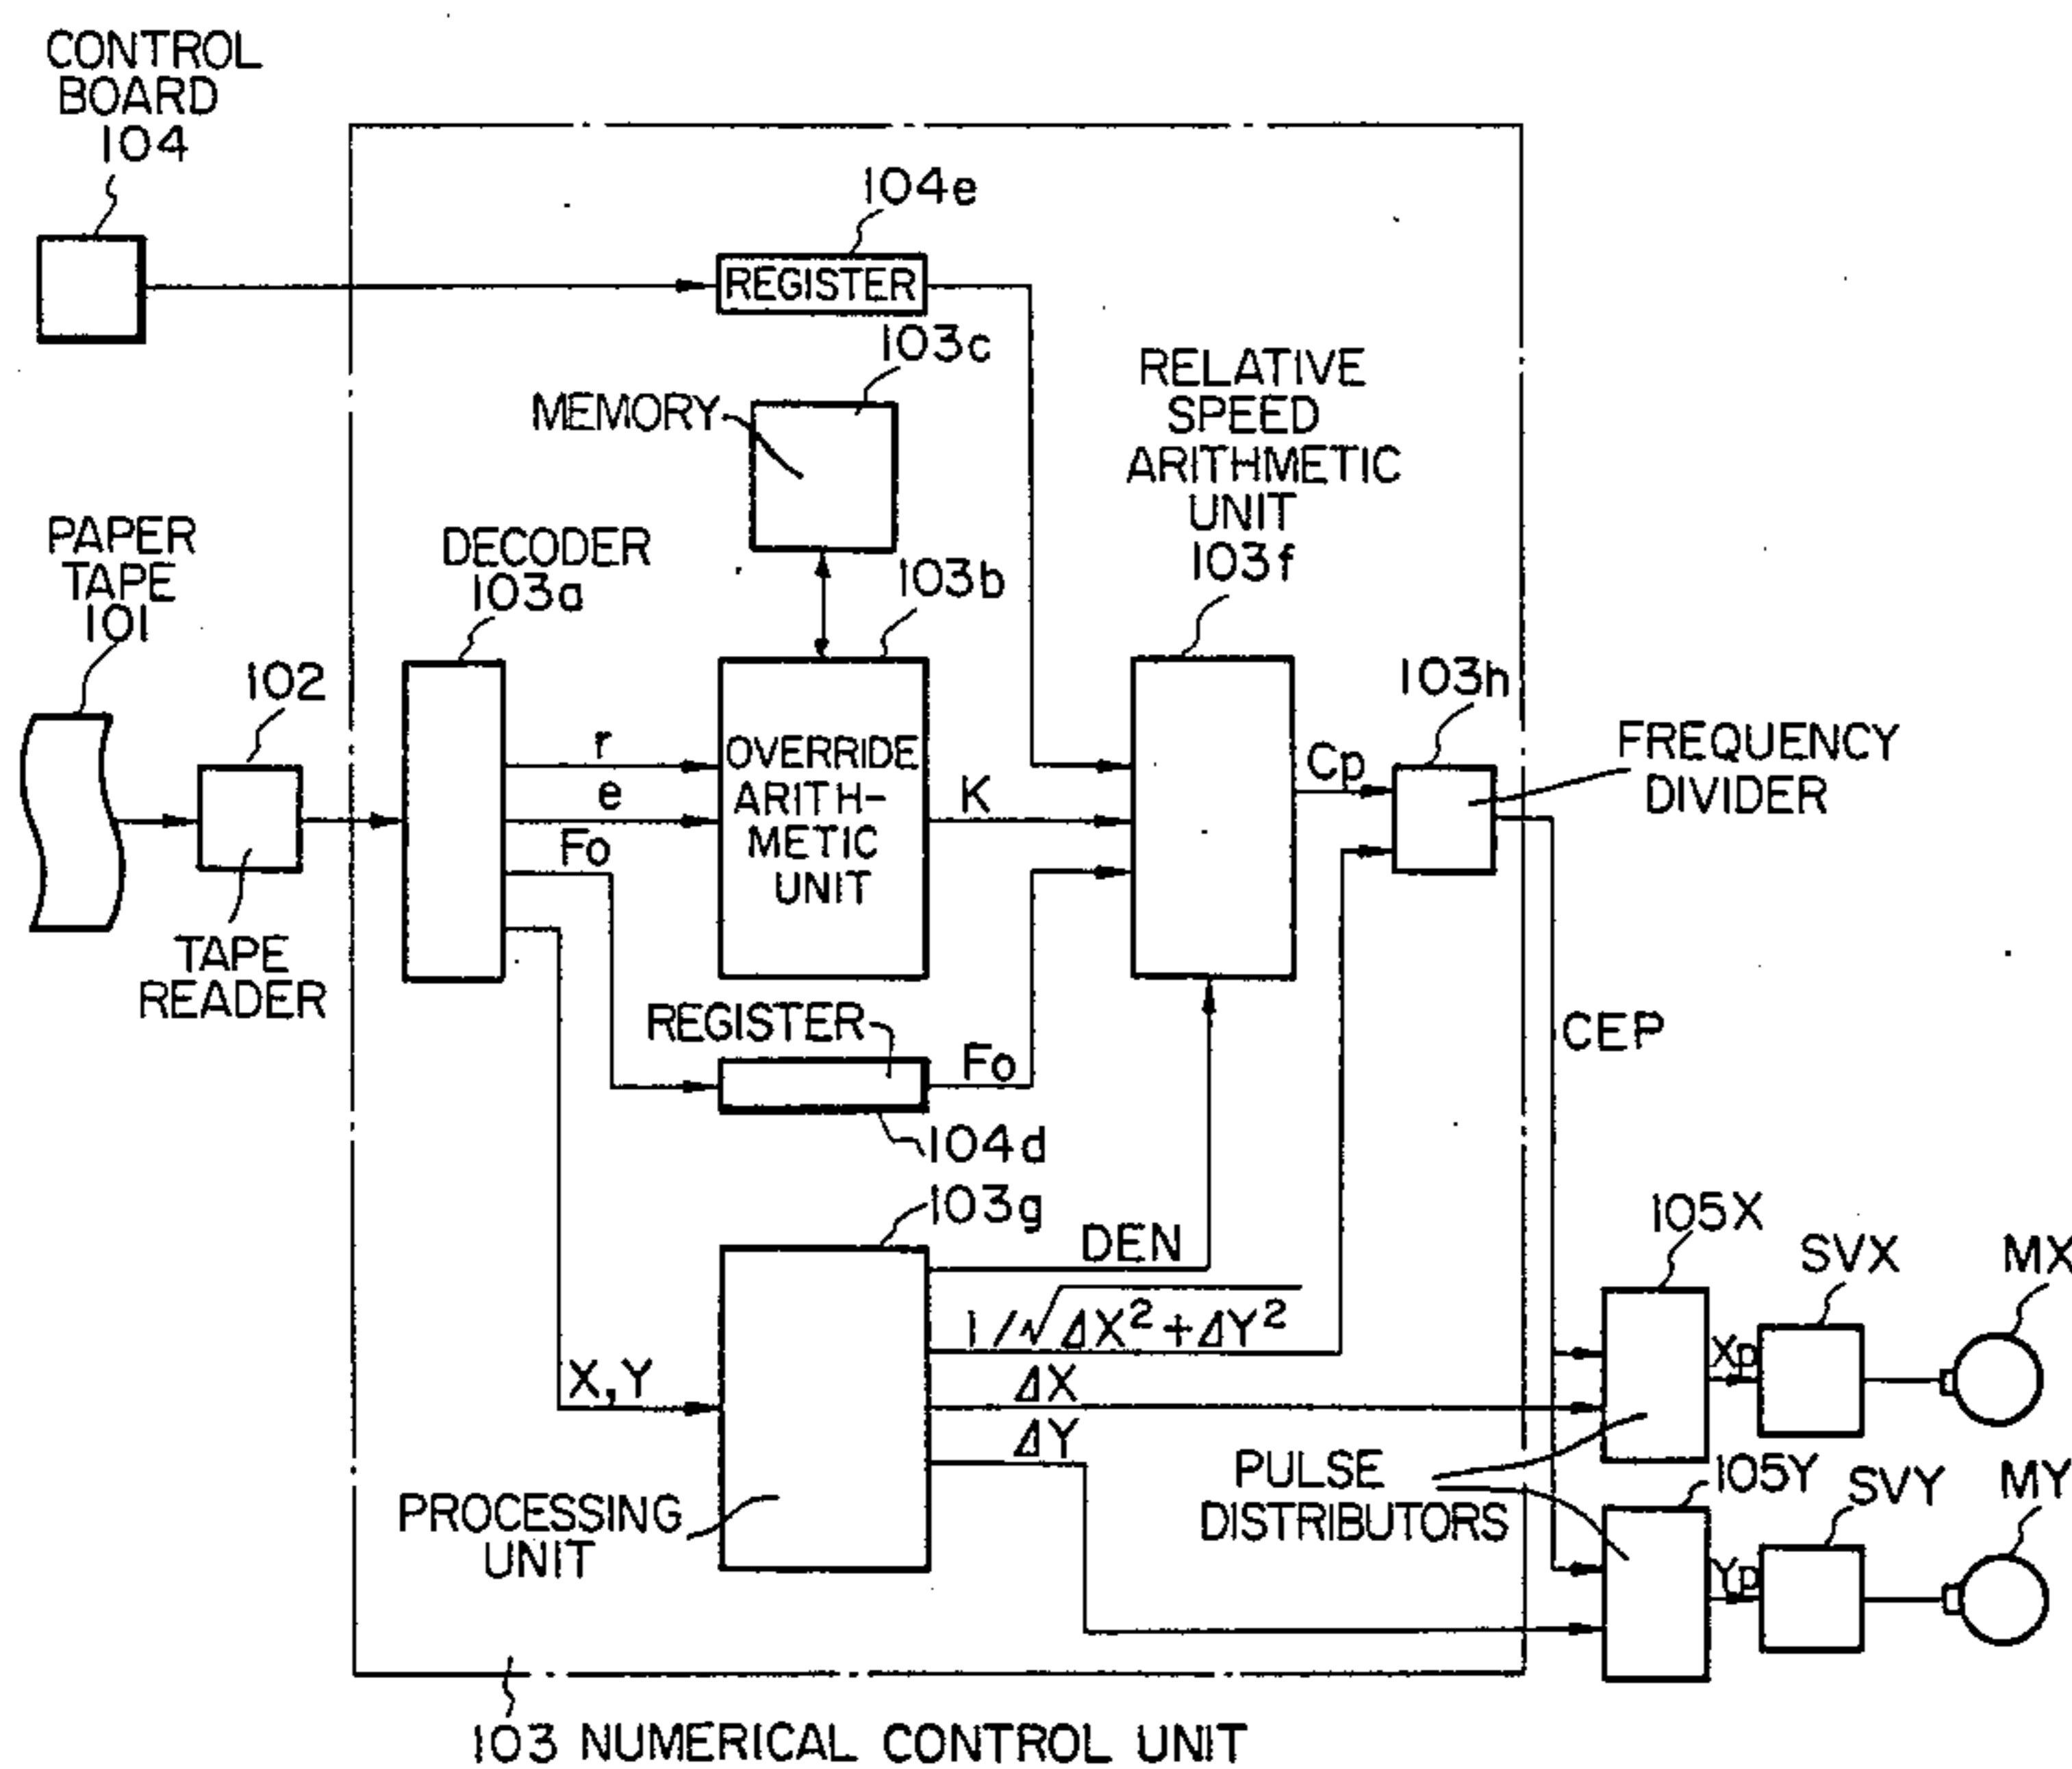 CONTROL
BOARD
104
104e
REGISTER
103c
MEMORY
RELATIVE
SPEED
ARITHMETIC
UNIT
103f
PAPER
TAPE
101
DECODER
103a
103b
102
103h
r
e
Fo
OVERRIDE
ARITH-
METIC
UNIT
K
Cp
FREQUENCY
DIVIDER
TAPE
READER
REGISTER
Fo
104d
CEP
103g
DEN
1/√ΔX²+ΔY²
X,Y
ΔX
ΔY
105X
SVX
MX
Xp
PROCESSING
UNIT
PULSE
DISTRIBUTORS
105Y
SVY
MY
Yp
103 NUMERICAL CONTROL UNIT